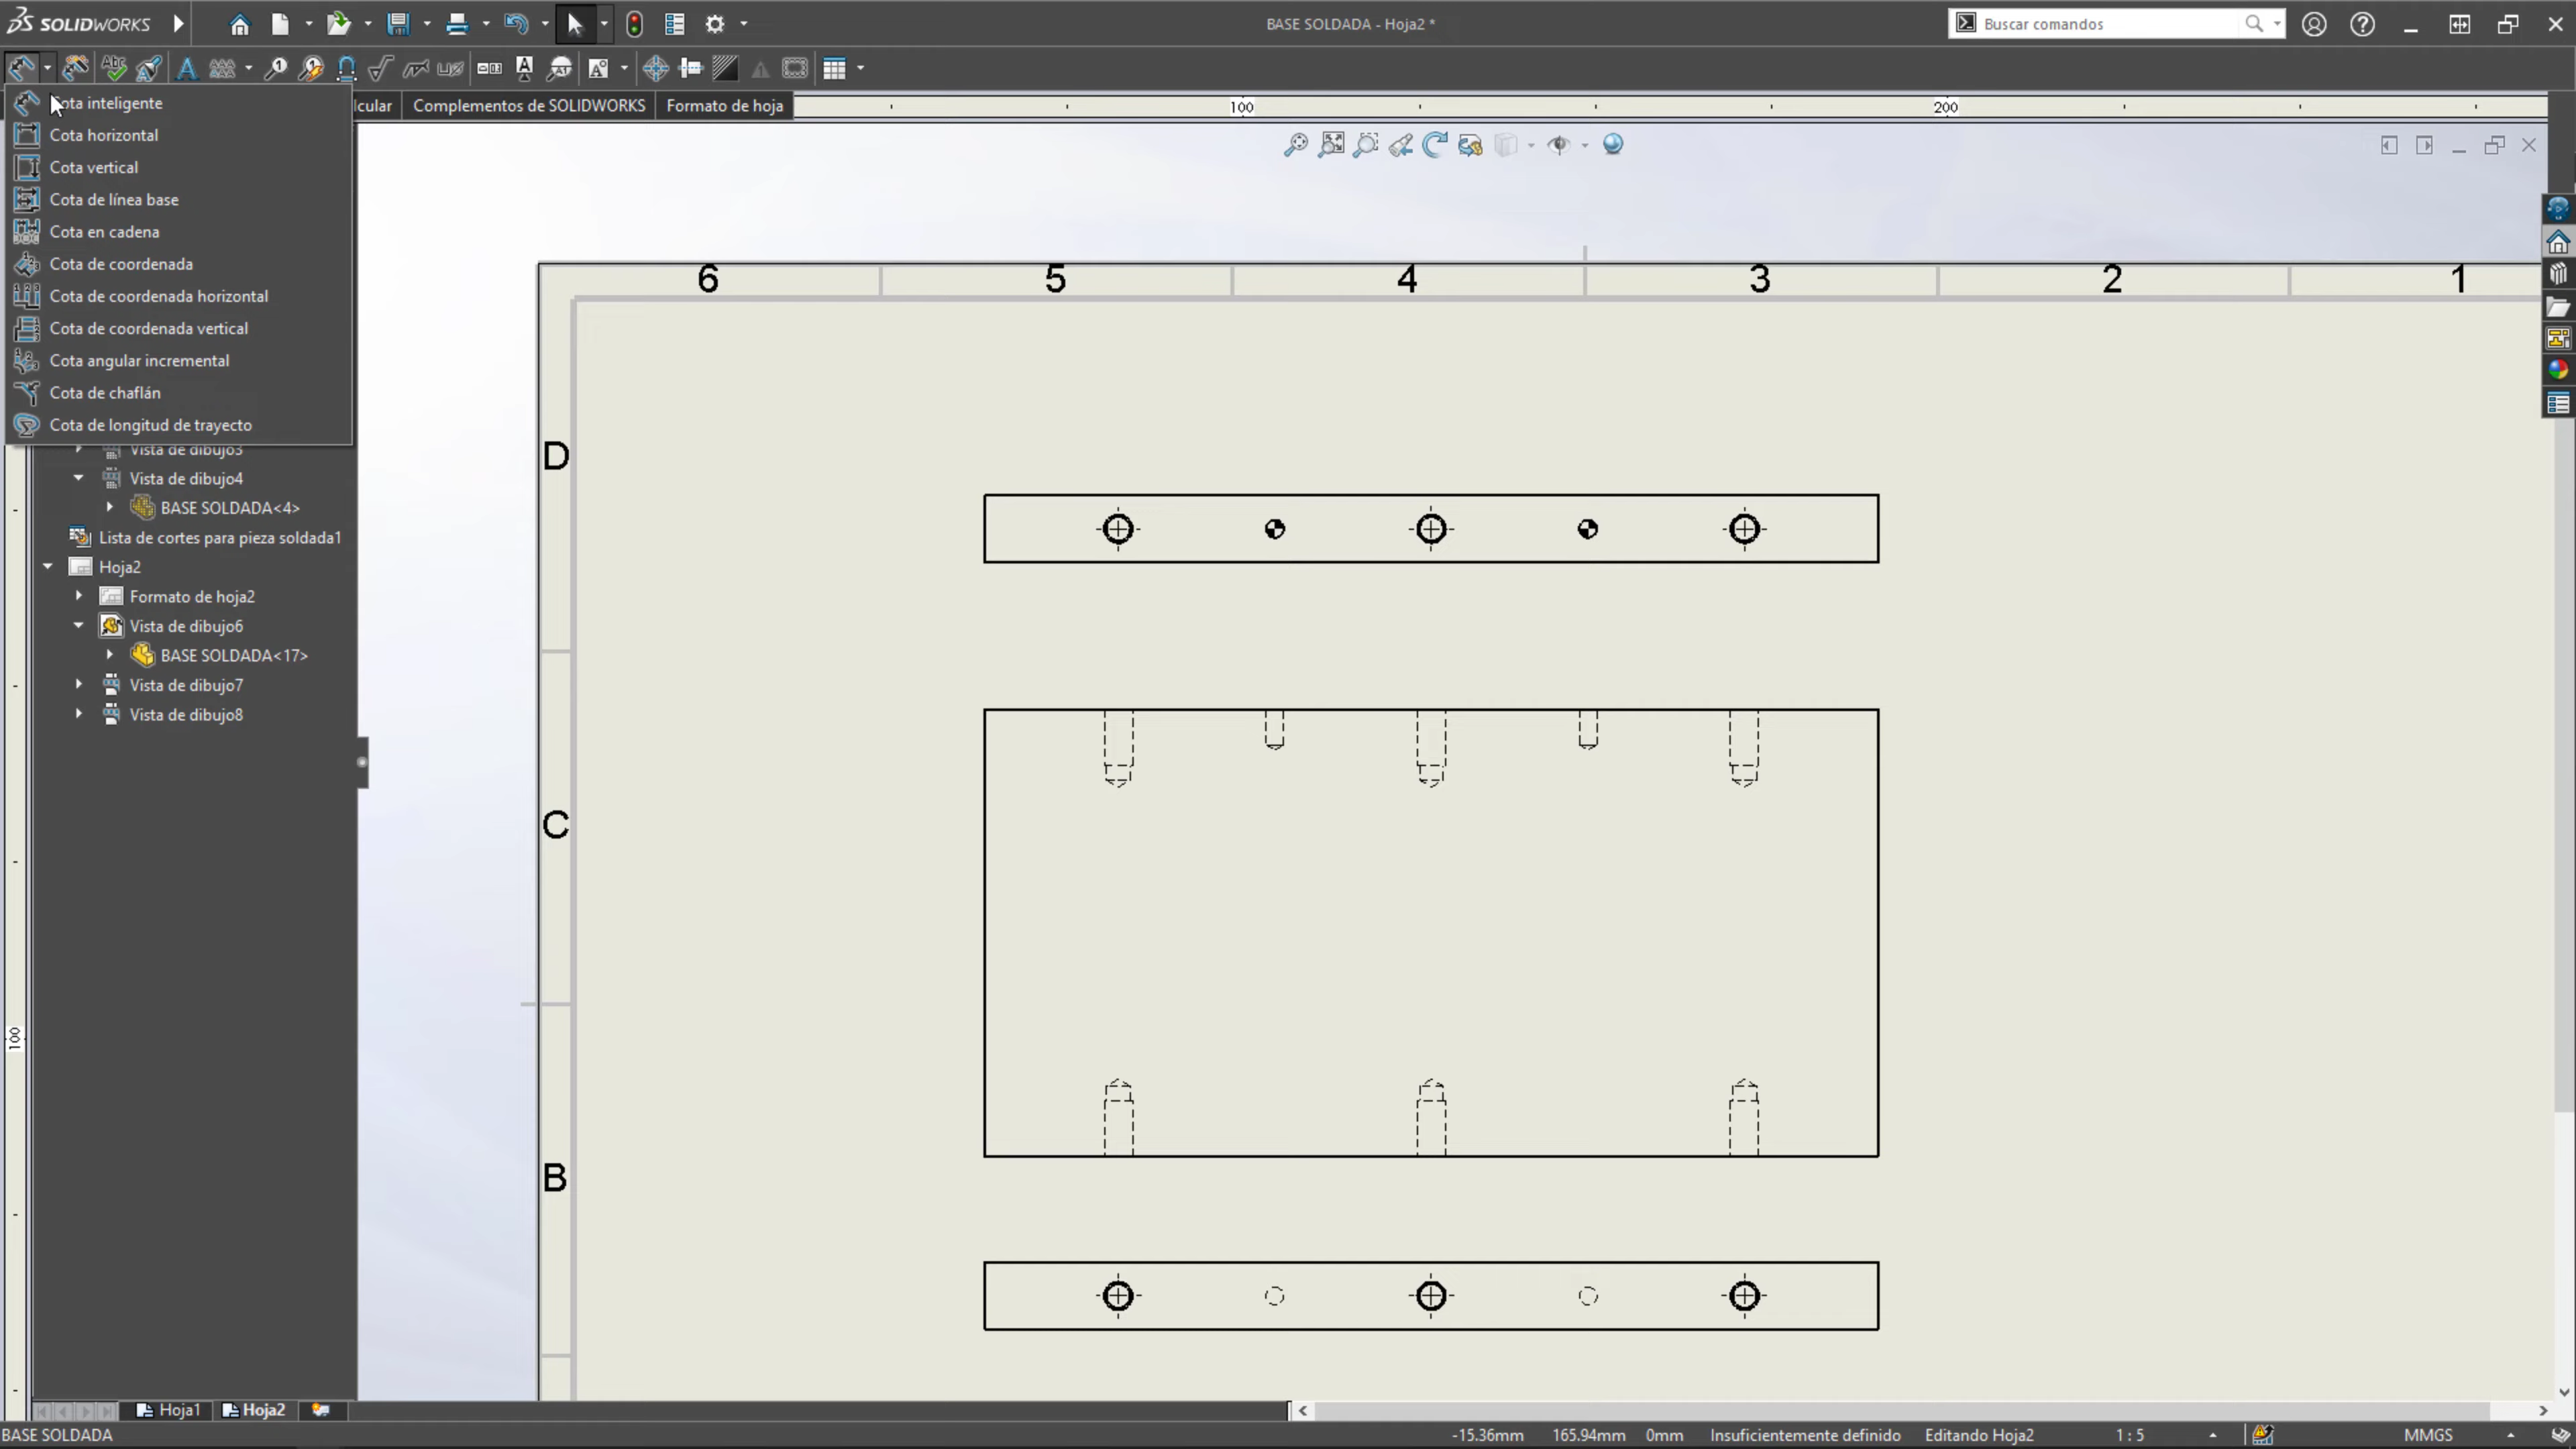 SOLIDWORKS
BASE SOLDADA - Hoja2 *
Buscar comandos
Cota inteligente
Cota horizontal
Cota vertical
Cota de línea base
Cota en cadena
Cota de coordenada
Cota de coordenada horizontal
Cota de coordenada vertical
Cota angular incremental
Cota de chaflán
Cota de longitud de trayecto
Complementos de SOLIDWORKS
Formato de hoja
100
200
Vista de dibujo3
Vista de dibujo4
BASE SOLDADA<4>
Lista de cortes para pieza soldada1
Hoja2
Formato de hoja2
Vista de dibujo6
BASE SOLDADA<17>
Vista de dibujo7
Vista de dibujo8
100
6 5 4 3 2 1
D
C
B
Hoja1
Hoja2
BASE SOLDADA
-15.36mm 165.94mm 0mm Insuficientemente definido Editando Hoja2 1 : 5 MMGS